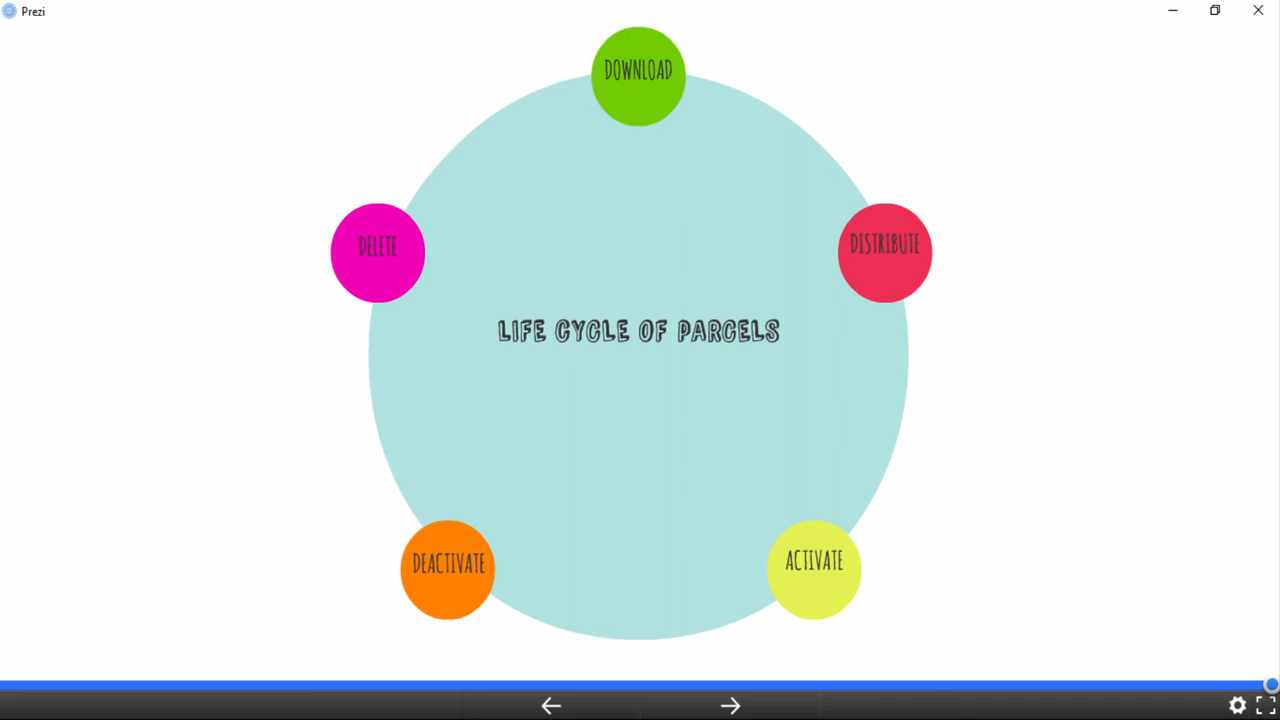 Prezi
DOWNLOAD
DELETE
DISTRIBUTE
LIFE CYCLE OF PARCELS
DEACTIVATE
ACTIVATE